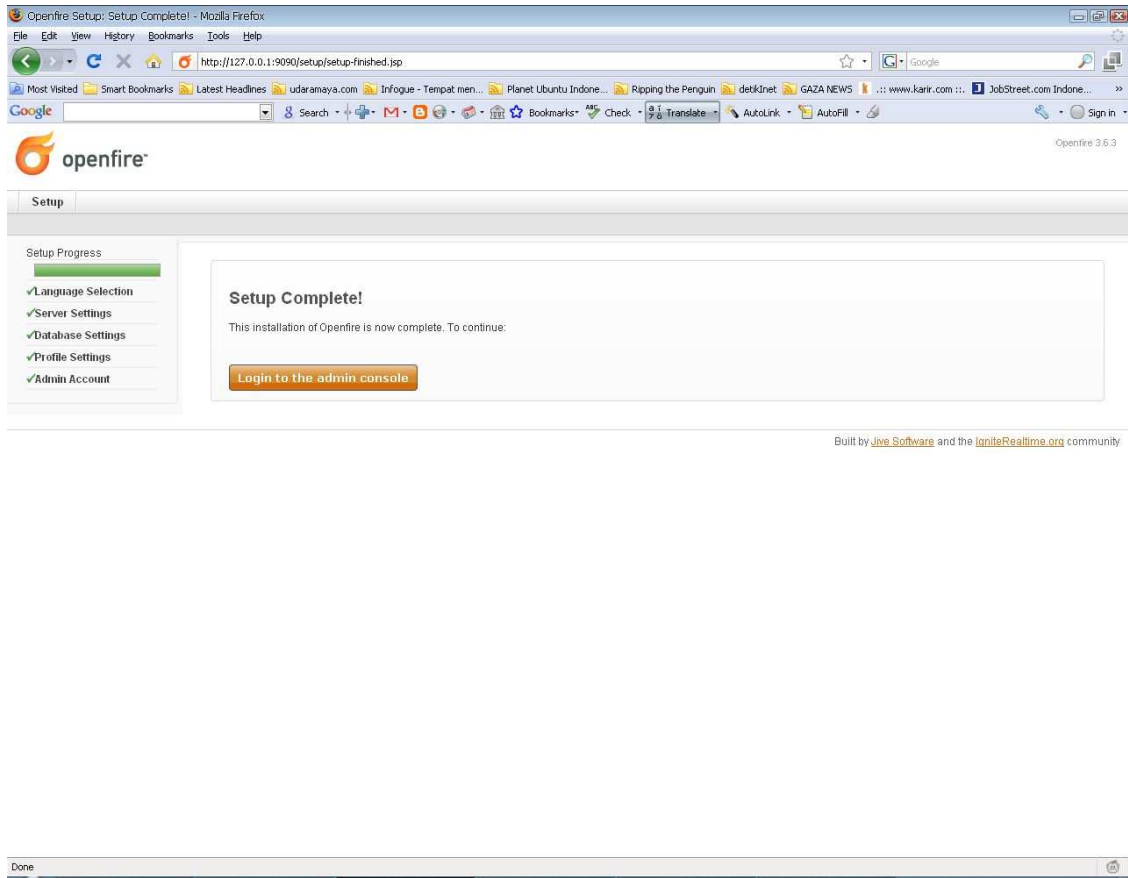 Openfire Setup: Setup Complete! - Mozilla Firefox
File Edit View History Bookmarks Tools Help
http://127.0.0.1:9090/setup/setup-finished.jsp
G Google
Most Visited Smart Bookmarks Latest Headlines udaramaya.com Infogue - Tempat men... Planet Ubuntu Indone... Ripping the Penguin detikInet GAZA NEWS .:: www.karir.com ::. JobStreet.com Indone... »
Google Search Bookmarks Check Translate AutoLink AutoFill Sign in
openfire
Openfire 3.6.3
Setup
Setup Progress
Language Selection
Server Settings
Database Settings
Profile Settings
Admin Account
Setup Complete!
This installation of Openfire is now complete. To continue:
Login to the admin console
Built by Jive Software and the IgniteRealtime.org community
Done